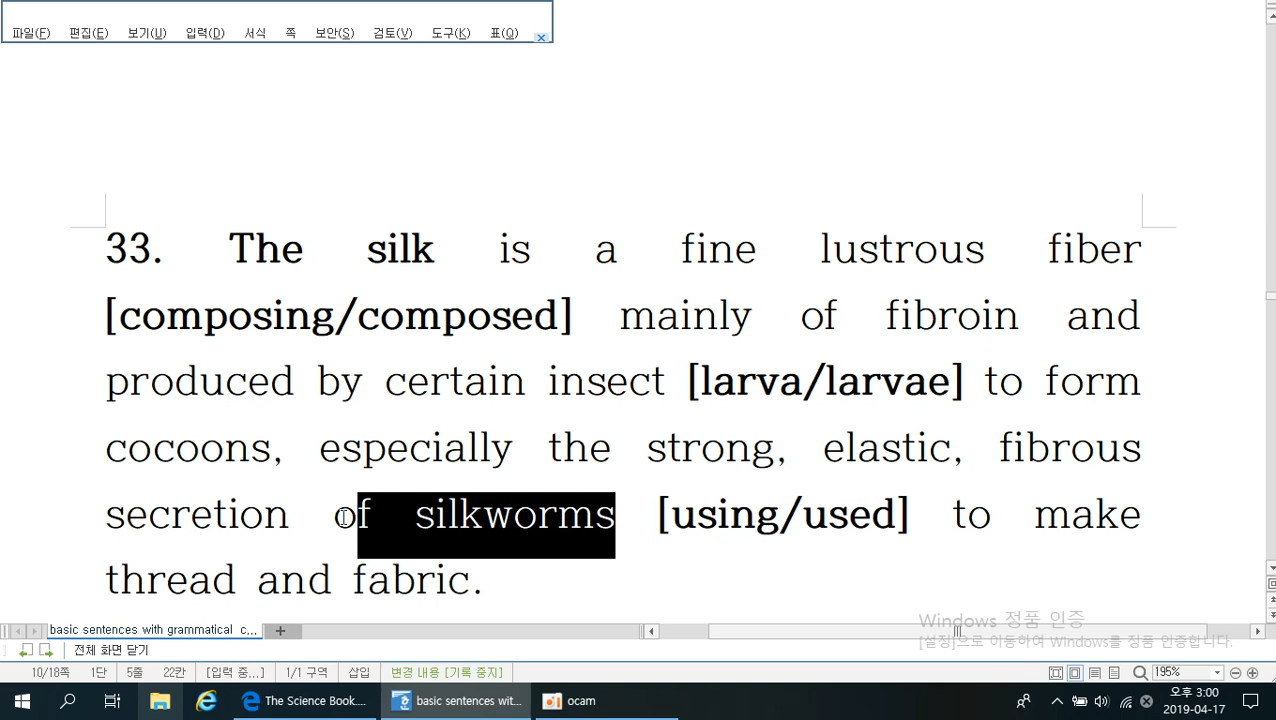 파일(F) 편집(E) 보기(U) 입력(D) 서식 쪽 보안(S) 검토(V) 도구(K) 표(Q)
33. The silk is a fine lustrous fiber
[composing/composed] mainly of fibroin and
produced by certain insect [larva/larvae] to form
cocoons, especially the strong, elastic, fibrous
secretion of silkworms [using/used] to make
thread and fabric.
Windows 정품 인증
[설정]으로 이동하여 Windows를 정품 인증합니다.
basic sentences with grammatical c...
전체 화면 닫기
10/18쪽 1단 5줄 22칸 [입력 중...] 1/1 구역 삽입 변경 내용 [기록 중지] 195%
The Science Book.... basic sentences wit... ocam
오후 3:00
2019-04-17